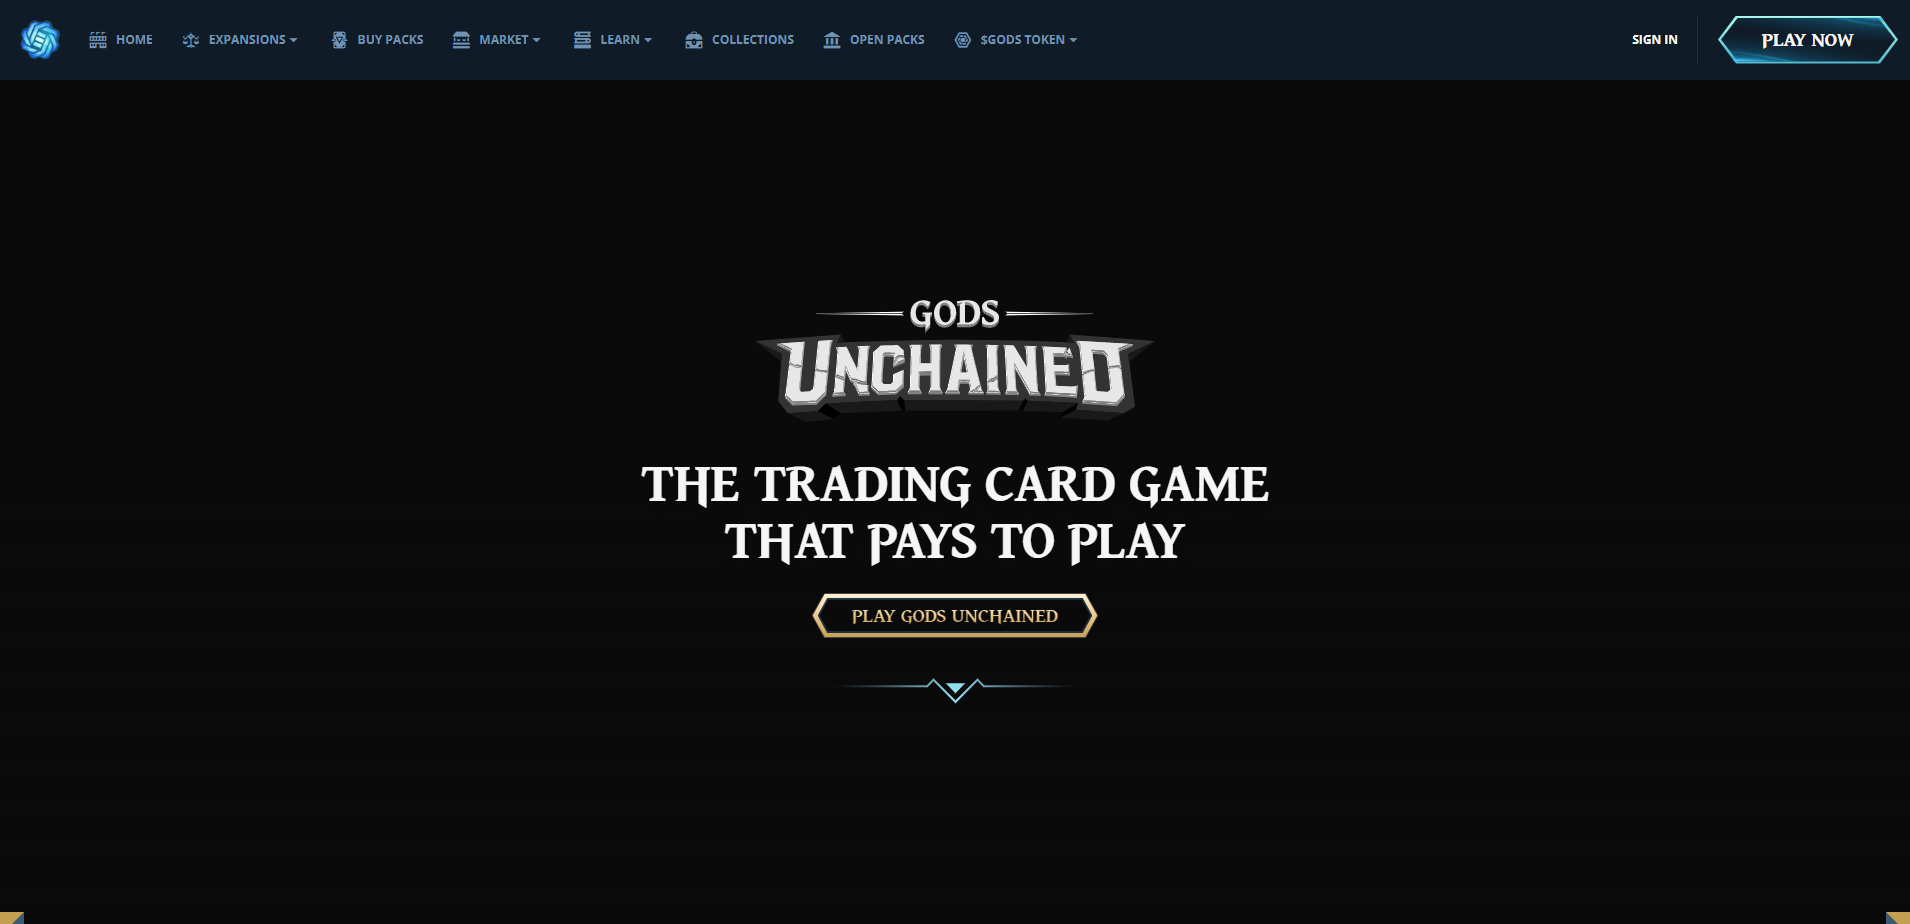 HOME EXPANSIONS BUY PACKS MARKET LEARN COLLECTIONS OPEN PACKS $GODS TOKEN SIGN IN PLAY NOW
GODS
UNCHAINED
THE TRADING CARD GAME
THAT PAYS TO PLAY
PLAY GODS UNCHAINED